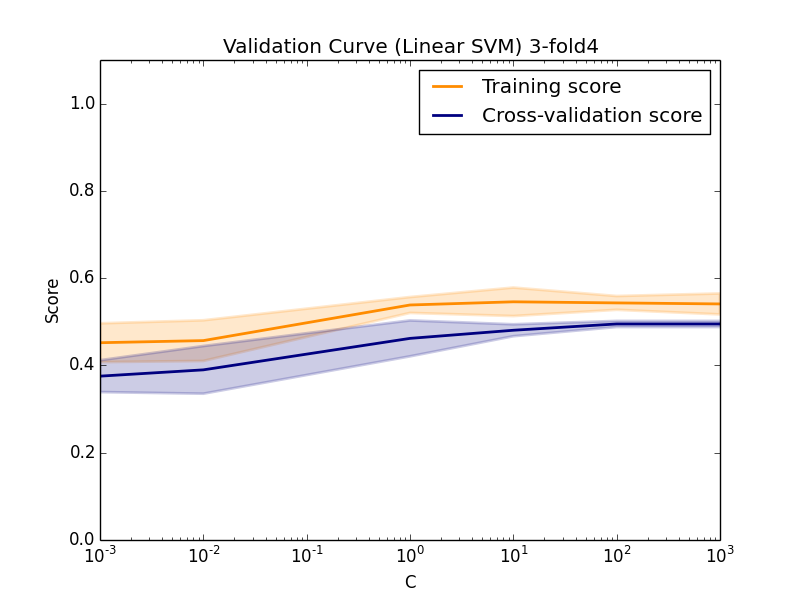 Validation Curve (Linear SVM) 3-fold4
Training score
Cross-validation score
1.0
0.8
0.6
0.4
0.2
0.0
Score
10^-3
10^-2
10^-1
10^0
10^1
10^2
10^3
C